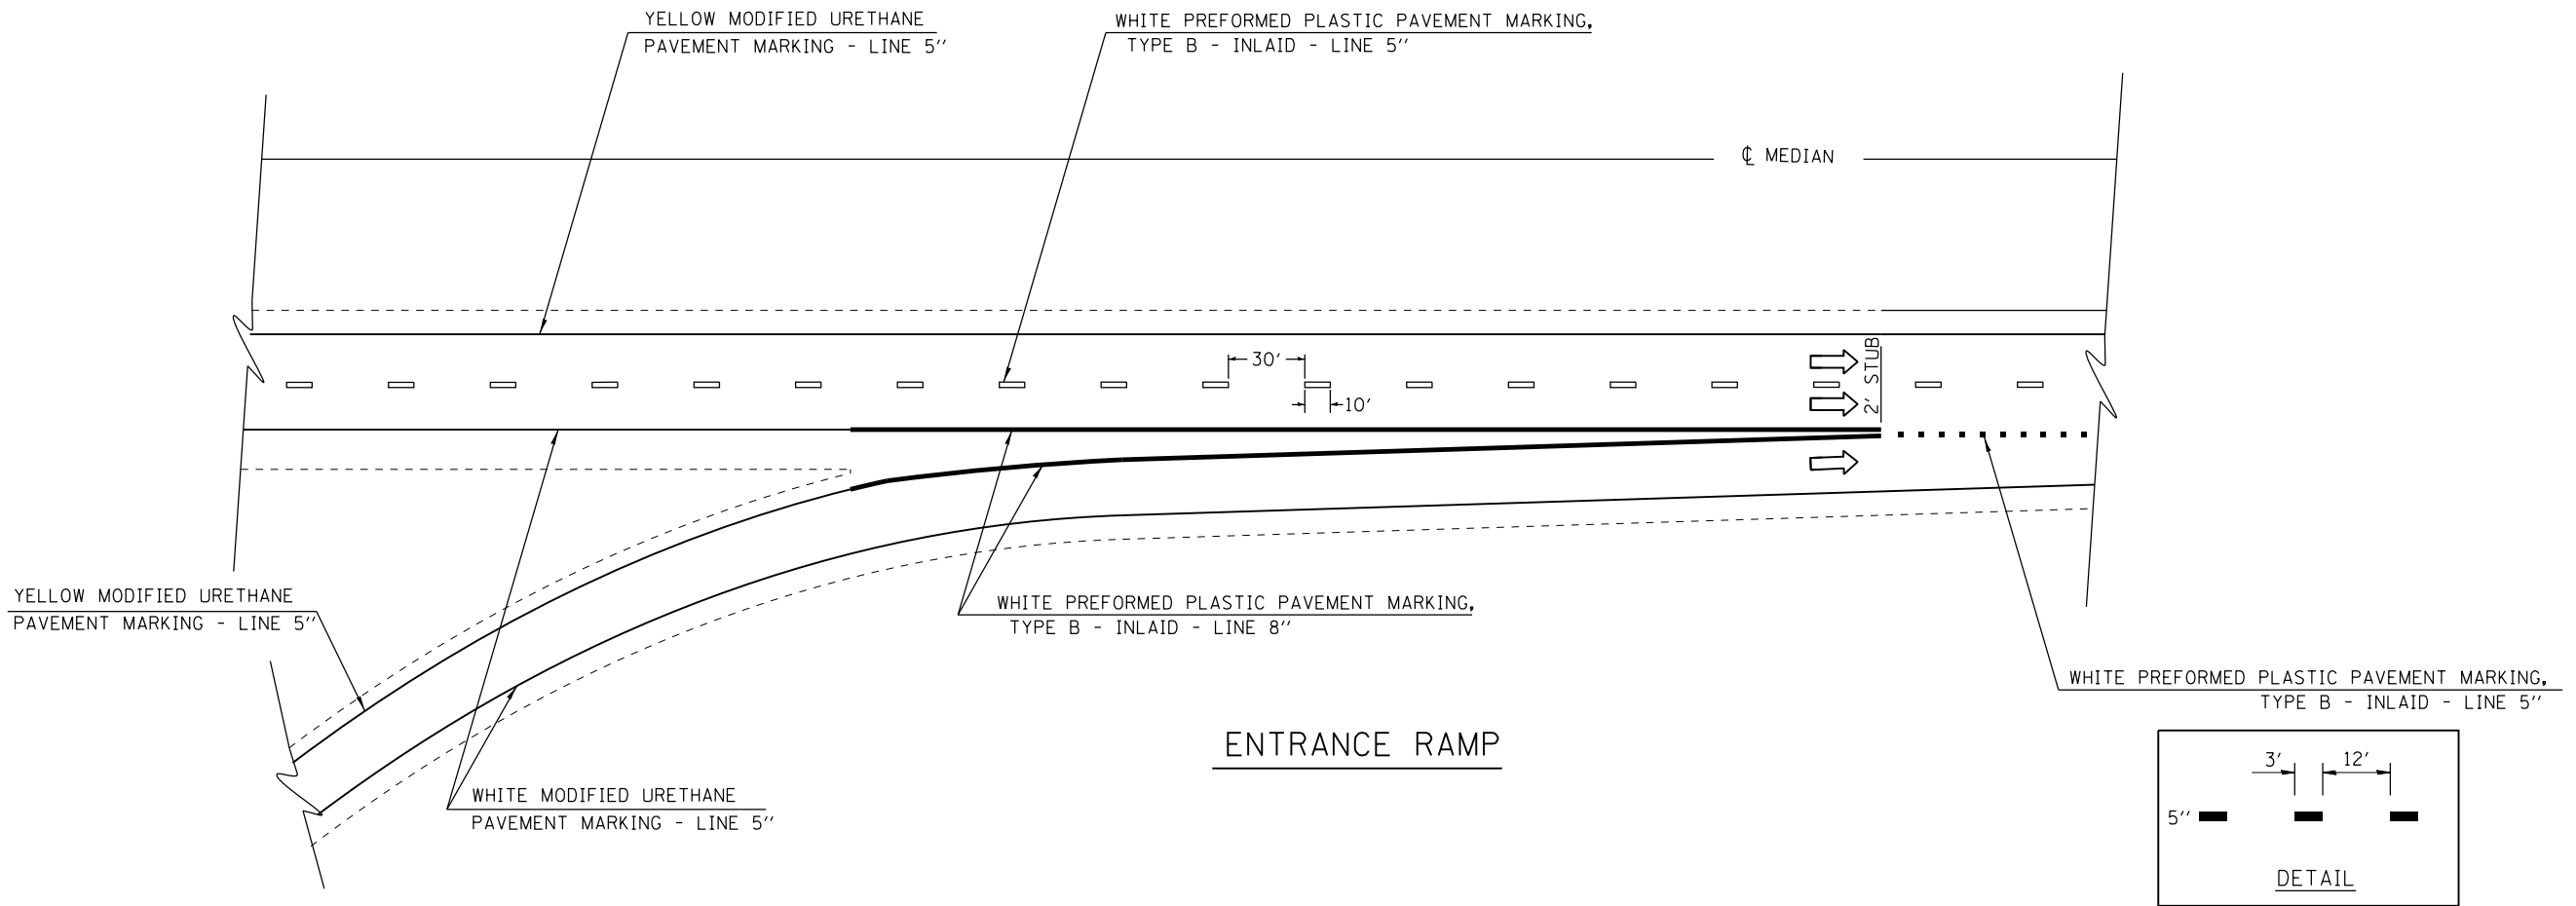 YELLOW MODIFIED URETHANE
PAVEMENT MARKING - LINE 5''
WHITE PREFORMED PLASTIC PAVEMENT MARKING,
TYPE B - INLAID - LINE 5''
℄ MEDIAN
30'
10'
2' STUB
YELLOW MODIFIED URETHANE
PAVEMENT MARKING - LINE 5''
WHITE PREFORMED PLASTIC PAVEMENT MARKING,
TYPE B - INLAID - LINE 8''
WHITE PREFORMED PLASTIC PAVEMENT MARKING,
TYPE B - INLAID - LINE 5''
ENTRANCE RAMP
WHITE MODIFIED URETHANE
PAVEMENT MARKING - LINE 5''
3' 12'
5''
DETAIL